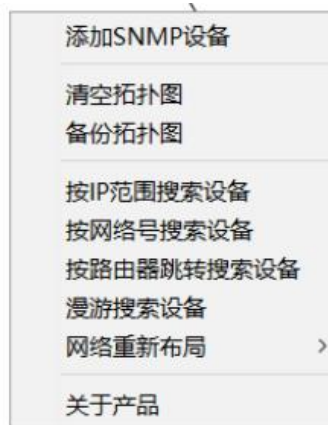 添加SNMP设备
清空拓扑图
备份拓扑图
按IP范围搜索设备
按网络号搜索设备
按路由器跳转搜索设备
漫游搜索设备
网络重新布局
关于产品